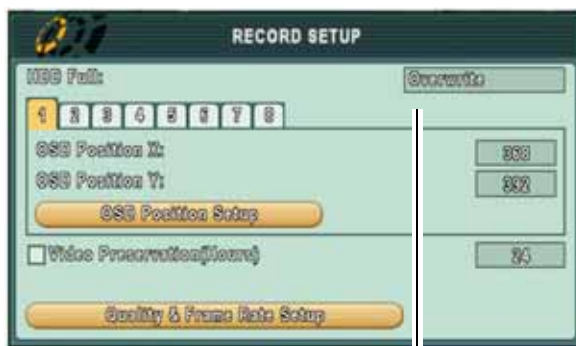 RECORD SETUP
HDD Full: Overwrite
1 2 3 4 5 6 7 8
OSD Position X: 368
OSD Position Y: 392
OSD Position Setup
Video Preservation(Hours) 24
Quality & Frame Rate Setup